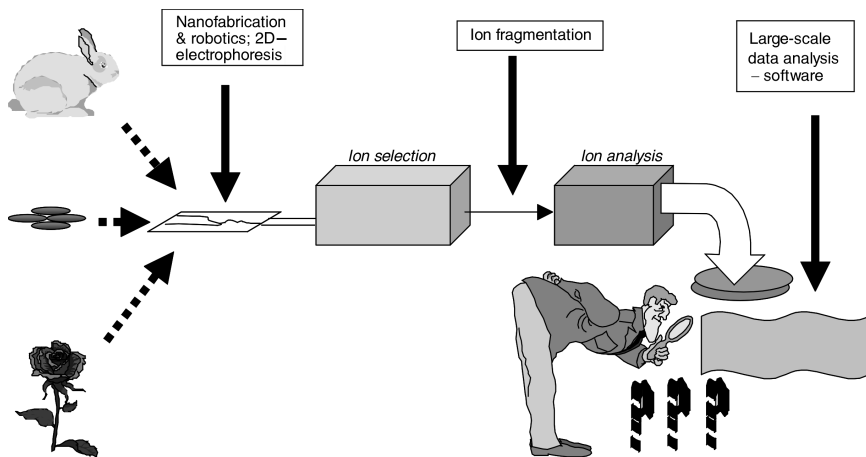 Nanofabrication
& robotics; 2D–
electrophoresis
Ion fragmentation
Large-scale
data analysis
– software
Ion selection
Ion analysis